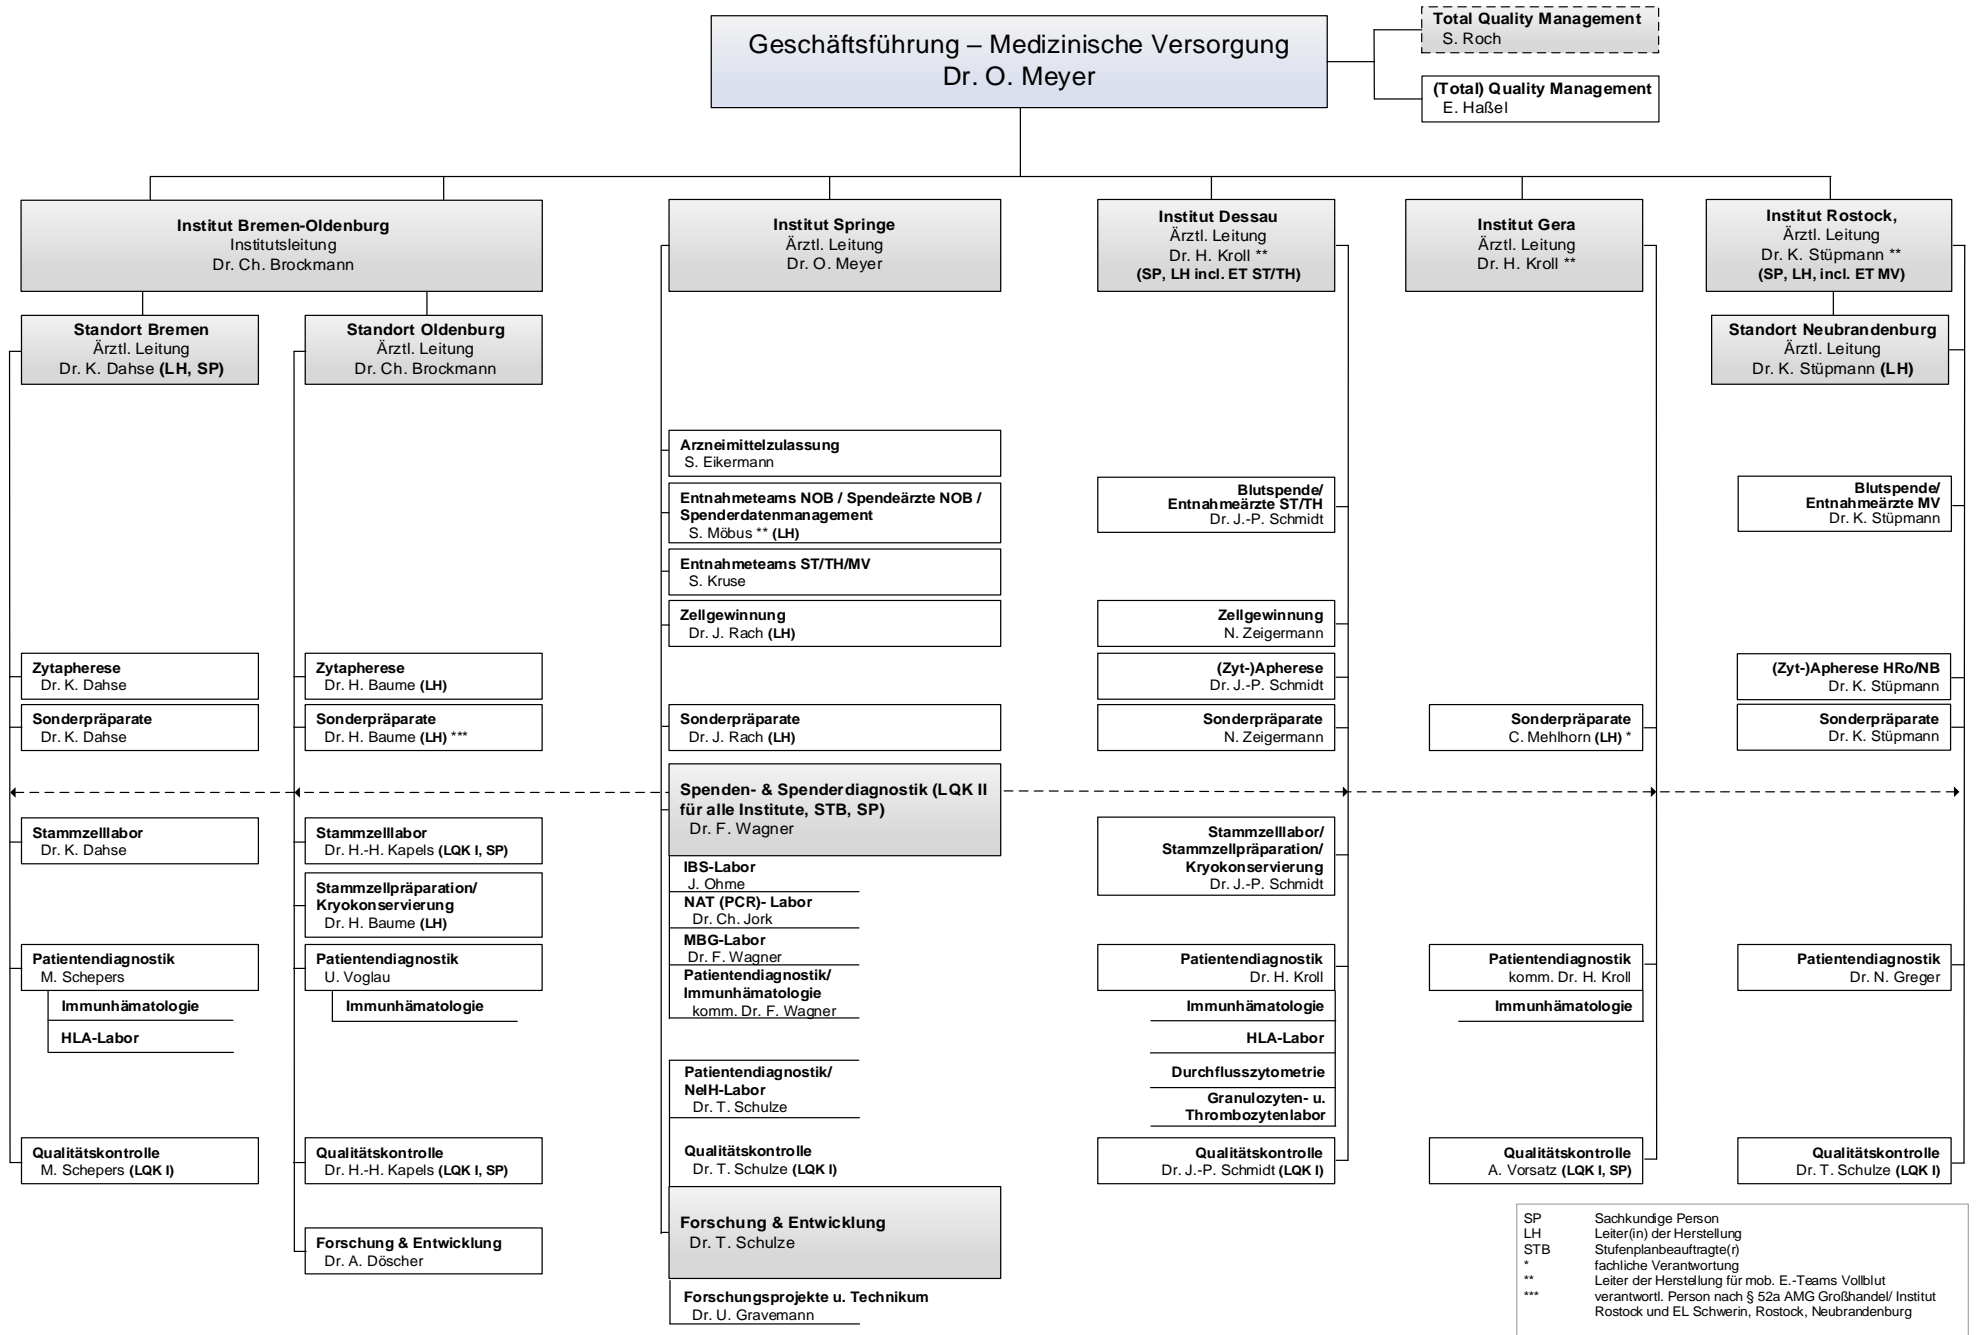 Geschäftsführung – Medizinische Versorgung
Dr. O. Meyer
Total Quality Management
S. Roch
(Total) Quality Management
E. Haßel
Institut Bremen-Oldenburg
Institutsleitung
Dr. Ch. Brockmann
Standort Bremen
Ärztl. Leitung
Dr. K. Dahse (LH, SP)
Zytapherese
Dr. K. Dahse
Sonderpräparate
Dr. K. Dahse
Stammzelllabor
Dr. K. Dahse
Patientendiagnostik
M. Schepers
Immunhämatologie
HLA-Labor
Qualitätskontrolle
M. Schepers (LQK I)
Standort Oldenburg
Ärztl. Leitung
Dr. Ch. Brockmann
Zytapherese
Dr. H. Baume (LH)
Sonderpräparate
Dr. H. Baume (LH) ***
Stammzelllabor
Dr. H.-H. Kapels (LQK I, SP)
Stammzellpräparation/
Kryokonservierung
Dr. H. Baume (LH)
Patientendiagnostik
U. Voglau
Immunhämatologie
Qualitätskontrolle
Dr. H.-H. Kapels (LQK I, SP)
Forschung & Entwicklung
Dr. A. Döscher
Institut Springe
Ärztl. Leitung
Dr. O. Meyer
Arzneimittelzulassung
S. Eikermann
Entnahmeteams NOB / Spendeärzte NOB /
Spenderdatenmanagement
S. Möbus ** (LH)
Entnahmeteams ST/TH/MV
S. Kruse
Zellgewinnung
Dr. J. Rach (LH)
Sonderpräparate
Dr. J. Rach (LH)
Spenden- & Spenderdiagnostik (LQK II
für alle Institute, STB, SP)
Dr. F. Wagner
IBS-Labor
J. Ohme
NAT (PCR)- Labor
Dr. Ch. Jork
MBG-Labor
Dr. F. Wagner
Patientendiagnostik/
Immunhämatologie
komm. Dr. F. Wagner
Patientendiagnostik/
NeIH-Labor
Dr. T. Schulze
Qualitätskontrolle
Dr. T. Schulze (LQK I)
Forschung & Entwicklung
Dr. T. Schulze
Forschungsprojekte u. Technikum
Dr. U. Gravemann
Institut Dessau
Ärztl. Leitung
Dr. H. Kroll **
(SP, LH incl. ET ST/TH)
Blutspende/
Entnahmeärzte ST/TH
Dr. J.-P. Schmidt
Zellgewinnung
N. Zeigermann
(Zyt-)Apherese
Dr. J.-P. Schmidt
Sonderpräparate
N. Zeigermann
Stammzelllabor/
Stammzellpräparation/
Kryokonservierung
Dr. J.-P. Schmidt
Patientendiagnostik
Dr. H. Kroll
Immunhämatologie
HLA-Labor
Durchflusszytometrie
Granulozyten- u.
Thrombozytenlabor
Qualitätskontrolle
Dr. J.-P. Schmidt (LQK I)
Institut Gera
Ärztl. Leitung
Dr. H. Kroll **
Sonderpräparate
C. Mehlhorn (LH) *
Patientendiagnostik
komm. Dr. H. Kroll
Immunhämatologie
Qualitätskontrolle
A. Vorsatz (LQK I, SP)
Institut Rostock,
Ärztl. Leitung
Dr. K. Stüpmann **
(SP, LH, incl. ET MV)
Standort Neubrandenburg
Ärztl. Leitung
Dr. K. Stüpmann (LH)
Blutspende/
Entnahmeärzte MV
Dr. K. Stüpmann
(Zyt-)Apherese HRo/NB
Dr. K. Stüpmann
Sonderpräparate
Dr. K. Stüpmann
Patientendiagnostik
Dr. N. Greger
Qualitätskontrolle
Dr. T. Schulze (LQK I)
SP Sachkundige Person
LH Leiter(in) der Herstellung
STB Stufenplanbeauftragte(r)
* fachliche Verantwortung
** Leiter der Herstellung für mob. E.-Teams Vollblut
*** verantwortl. Person nach § 52a AMG Großhandel/ Institut
Rostock und EL Schwerin, Rostock, Neubrandenburg